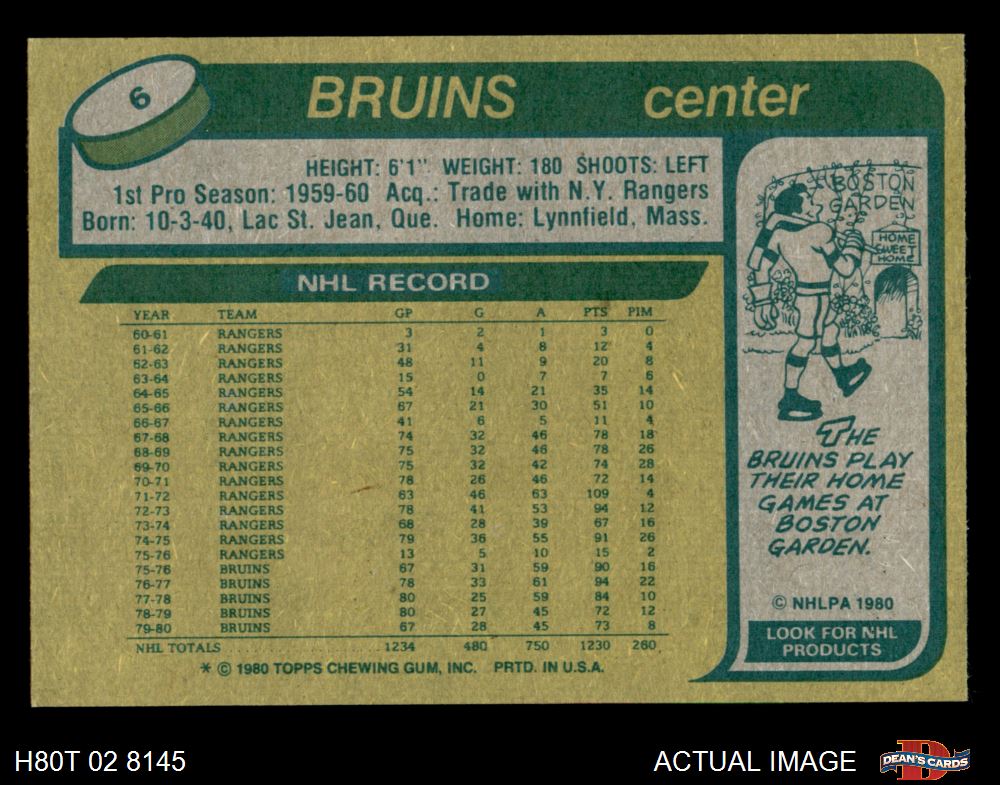 6
BRUINS center
HEIGHT: 6'1" WEIGHT: 180 SHOOTS: LEFT
1st Pro Season: 1959-60 Acq.: Trade with N.Y. Rangers
Born: 10-3-40, Lac St. Jean, Que. Home: Lynnfield, Mass.
NHL RECORD
YEAR TEAM GP G A PTS PIM
60-61 RANGERS 3 2 1 3 0
61-62 RANGERS 31 4 8 12 4
62-63 RANGERS 48 11 9 20 8
63-64 RANGERS 15 0 7 7 6
64-65 RANGERS 54 14 21 35 14
65-66 RANGERS 67 21 30 51 10
66-67 RANGERS 41 6 5 11 4
67-68 RANGERS 74 32 46 78 18
68-69 RANGERS 75 32 46 78 26
69-70 RANGERS 75 32 42 74 28
70-71 RANGERS 78 26 46 72 14
71-72 RANGERS 63 46 63 109 4
72-73 RANGERS 78 41 53 94 12
73-74 RANGERS 68 28 39 67 16
74-75 RANGERS 79 36 55 91 26
75-76 RANGERS 13 5 10 15 2
75-76 BRUINS 67 31 59 90 16
76-77 BRUINS 78 33 61 94 22
77-78 BRUINS 80 25 59 84 10
78-79 BRUINS 80 27 45 72 12
79-80 BRUINS 67 28 45 73 8
NHL TOTALS 1234 480 750 1230 260
* © 1980 TOPPS CHEWING GUM, INC. PRTD. IN U.S.A.
BOSTON
GARDEN
HOME
SWEET
HOME
THE
BRUINS PLAY
THEIR HOME
GAMES AT
BOSTON
GARDEN.
© NHLPA 1980
LOOK FOR NHL
PRODUCTS
H80T 02 8145
ACTUAL IMAGE
D
DEAN'S CARDS